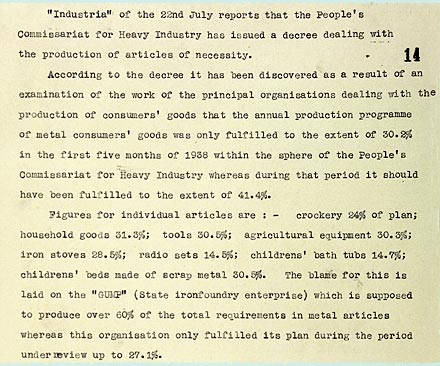 "Industria" of the 22nd July reports that the People's
Commissariat for Heavy Industry has issued a decree dealing with
the production of articles of necessity.
14
According to the decree it has been discovered as a result of an
examination of the work of the principal organisations dealing with the
production of consumers' goods that the annual production programme
of metal consumers' goods was only fulfilled to the extent of 30.2%
in the first five months of 1938 within the sphere of the People's
Commissariat for Heavy Industry whereas during that period it should
have been fulfilled to the extent of 41.4%.
Figures for individual articles are : - crockery 24% of plan;
household goods 31.3%; tools 30.5%; agricultural equipment 30.3%;
iron stoves 28.5%; radio sets 14.5%; childrens' bath tubs 14.7%;
childrens' beds made of scrap metal 30.5%. The blame for this is
laid on the "GUMP" (State ironfoundry enterprise) which is supposed
to produce over 60% of the total requirements in metal articles
whereas this organisation only fulfilled its plan during the period
under review up to 27.1%.